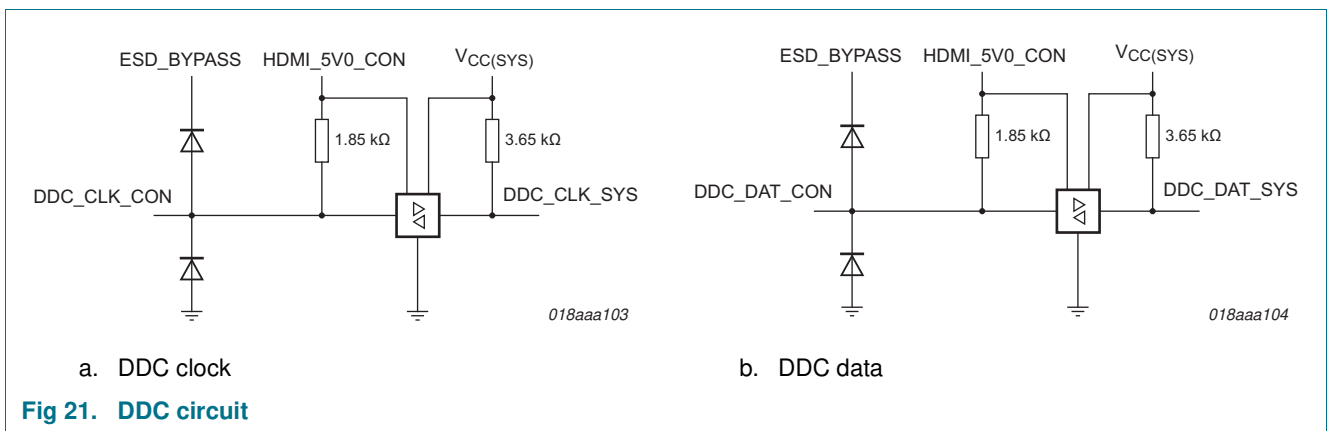 ESD_BYPASS HDMI_5V0_CON VCC(SYS)
1.85 kΩ 3.65 kΩ
DDC_CLK_CON DDC_CLK_SYS
018aaa103
a. DDC clock
ESD_BYPASS HDMI_5V0_CON VCC(SYS)
1.85 kΩ 3.65 kΩ
DDC_DAT_CON DDC_DAT_SYS
018aaa104
b. DDC data
Fig 21. DDC circuit